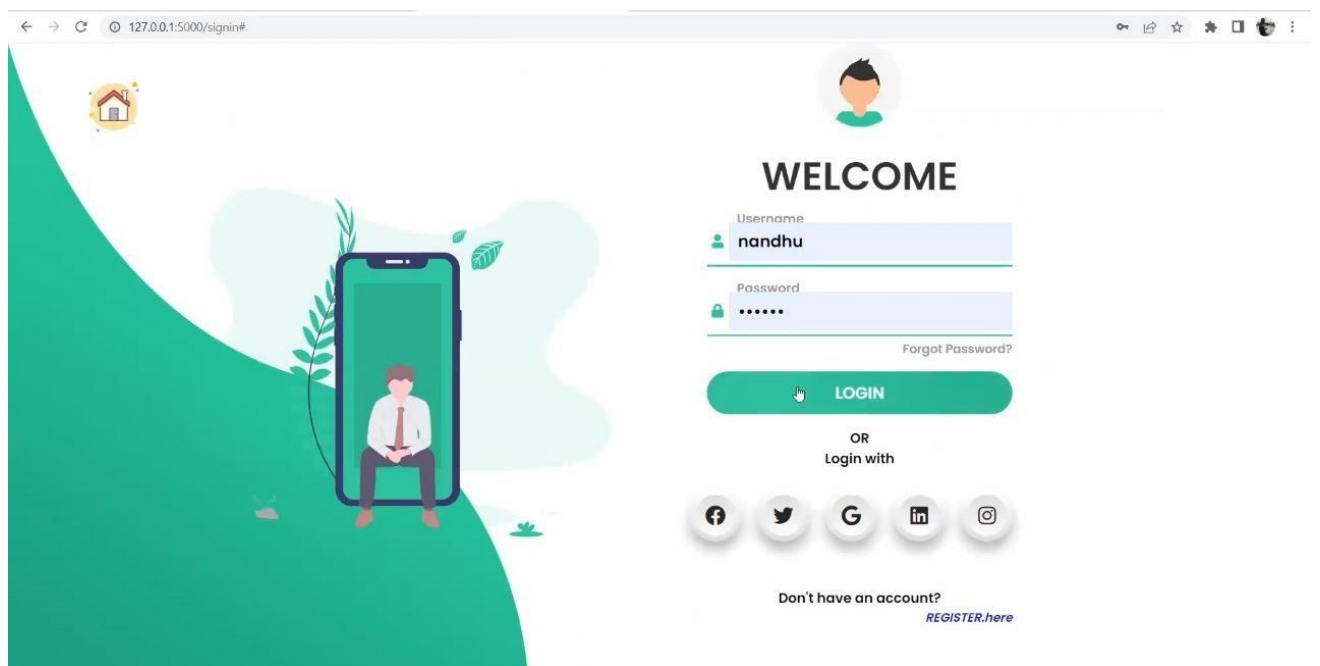 127.0.0.1:5000/signin#
WELCOME
Username
nandhu
Password
••••••
Forgot Password?
LOGIN
OR
Login with
Don't have an account?
REGISTER.here